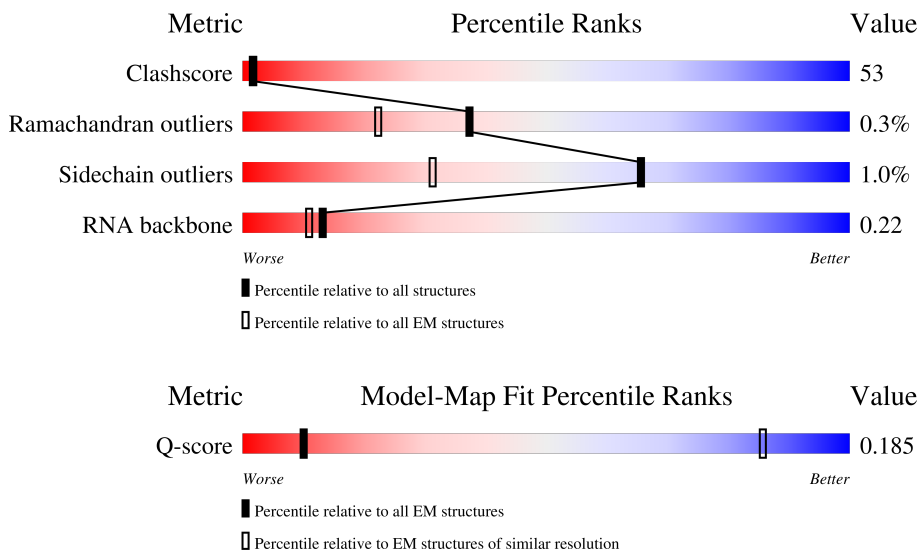 Metric Percentile Ranks Value
Clashscore 53
Ramachandran outliers 0.3%
Sidechain outliers 1.0%
RNA backbone 0.22
Worse Better
Percentile relative to all structures
Percentile relative to all EM structures
Metric Model-Map Fit Percentile Ranks Value
Q-score 0.185
Worse Better
Percentile relative to all EM structures
Percentile relative to EM structures of similar resolution